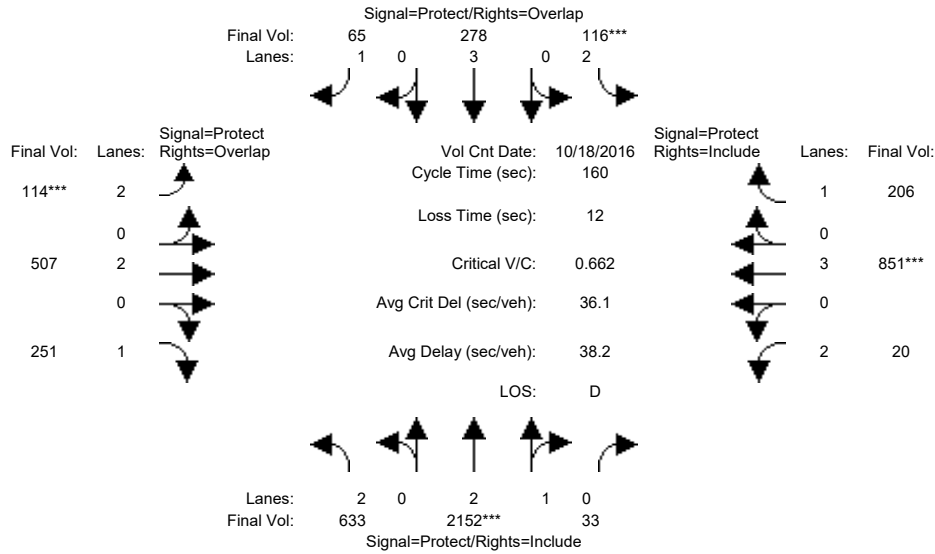 Signal=Protect/Rights=Overlap
Final Vol: 65 278 116***
Lanes: 1 0 3 0 2
Signal=Protect
Final Vol: Lanes: Rights=Overlap
Vol Cnt Date: 10/18/2016
Signal=Protect
Rights=Include Lanes: Final Vol:
Cycle Time (sec): 160
114*** 2
1 206
Loss Time (sec): 12
0
0
507 2
Critical V/C: 0.662
3 851***
0
Avg Crit Del (sec/veh): 36.1
0
251 1
Avg Delay (sec/veh): 38.2
2 20
LOS: D
Lanes: 2 0 2 1 0
Final Vol: 633 2152*** 33
Signal=Protect/Rights=Include